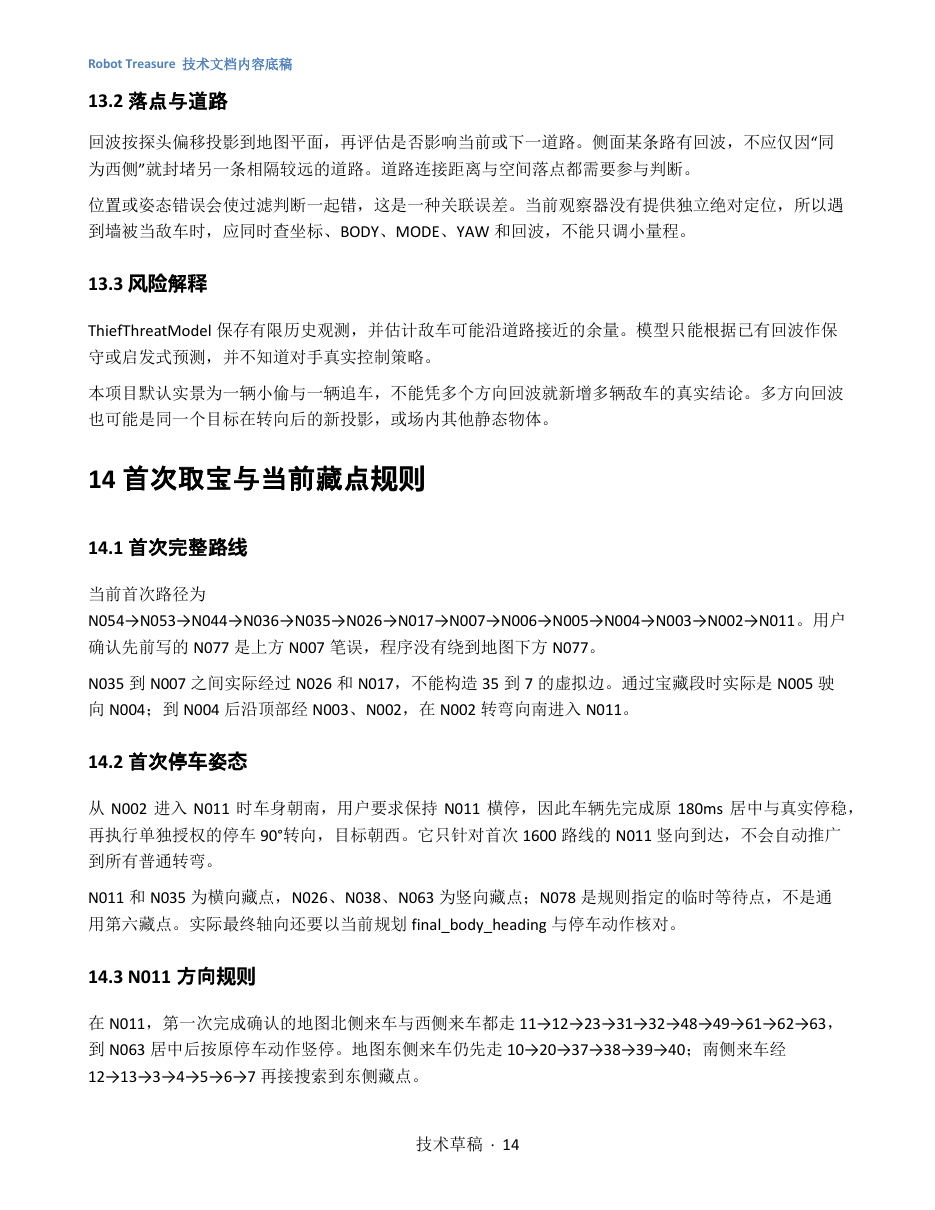 Robot Treasure 技术文档内容底稿
13.2 落点与道路
回波按探头偏移投影到地图平面，再评估是否影响当前或下一道路。侧面某条路有回波，不应仅因“同
为西侧”就封堵另一条相隔较远的道路。道路连接距离与空间落点都需要参与判断。
位置或姿态错误会使过滤判断一起错，这是一种关联误差。当前观察器没有提供独立绝对定位，所以遇
到墙被当敌车时，应同时查坐标、BODY、MODE、YAW 和回波，不能只调小量程。
13.3 风险解释
ThiefThreatModel 保存有限历史观测，并估计敌车可能沿道路接近的余量。模型只能根据已有回波作保
守或启发式预测，并不知道对手真实控制策略。
本项目默认实景为一辆小偷与一辆追车，不能凭多个方向回波就新增多辆敌车的真实结论。多方向回波
也可能是同一个目标在转向后的新投影，或场内其他静态物体。
14 首次取宝与当前藏点规则
14.1 首次完整路线
当前首次路径为
N054→N053→N044→N036→N035→N026→N017→N007→N006→N005→N004→N003→N002→N011。用户
确认先前写的 N077 是上方 N007 笔误，程序没有绕到地图下方 N077。
N035 到 N007 之间实际经过 N026 和 N017，不能构造 35 到 7 的虚拟边。通过宝藏段时实际是 N005 驶
向 N004；到 N004 后沿顶部经 N003、N002，在 N002 转弯向南进入 N011。
14.2 首次停车姿态
从 N002 进入 N011 时车身朝南，用户要求保持 N011 横停，因此车辆先完成原 180ms 居中与真实停稳，
再执行单独授权的停车 90°转向，目标朝西。它只针对首次 1600 路线的 N011 竖向到达，不会自动推广
到所有普通转弯。
N011 和 N035 为横向藏点，N026、N038、N063 为竖向藏点；N078 是规则指定的临时等待点，不是通
用第六藏点。实际最终轴向还要以当前规划 final_body_heading 与停车动作核对。
14.3 N011 方向规则
在 N011，第一次完成确认的地图北侧来车与西侧来车都走 11→12→23→31→32→48→49→61→62→63，
到 N063 居中后按原停车动作竖停。地图东侧来车仍先走 10→20→37→38→39→40；南侧来车经
12→13→3→4→5→6→7 再接搜索到东侧藏点。
技术草稿 · 14